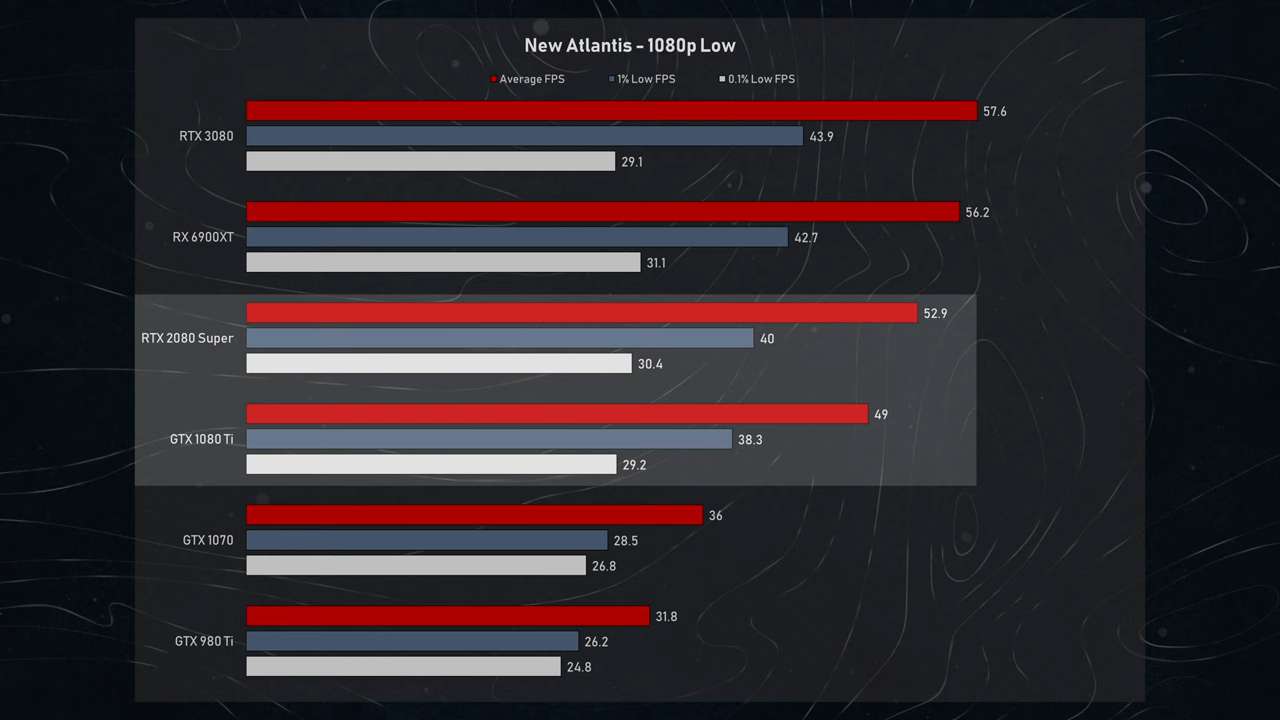 New Atlantis - 1080p Low
Average FPS 1% Low FPS 0.1% Low FPS
57.6
RTX 3080 43.9
29.1
56.2
RX 6900XT 42.7
31.1
52.9
RTX 2080 Super 40
30.4
49
GTX 1080 Ti 38.3
29.2
36
GTX 1070 28.5
26.8
31.8
GTX 980 Ti 26.2
24.8